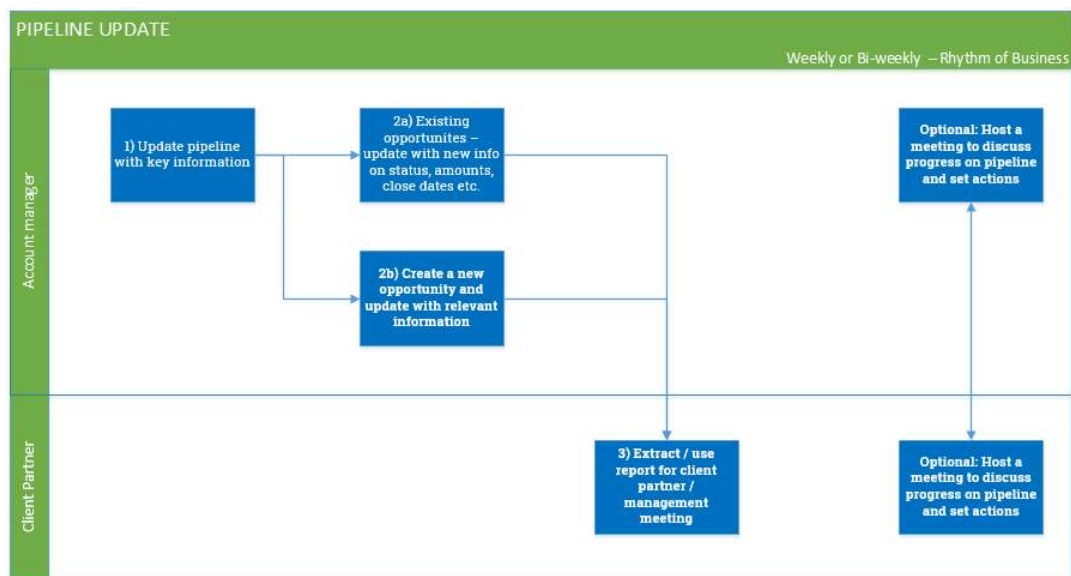 PIPELINE UPDATE
Weekly or Bi-weekly – Rhythm of Business
Account manager
1) Update pipeline
with key information
2a) Existing
opportunites –
update with new info
on status, amounts,
close dates etc.
Optional: Host a
meeting to discuss
progress on pipeline
and set actions
2b) Create a new
opportunity and
update with relevant
information
Client Partner
3) Extract / use
report for client
partner /
management
meeting
Optional: Host a
meeting to discuss
progress on pipeline
and set actions